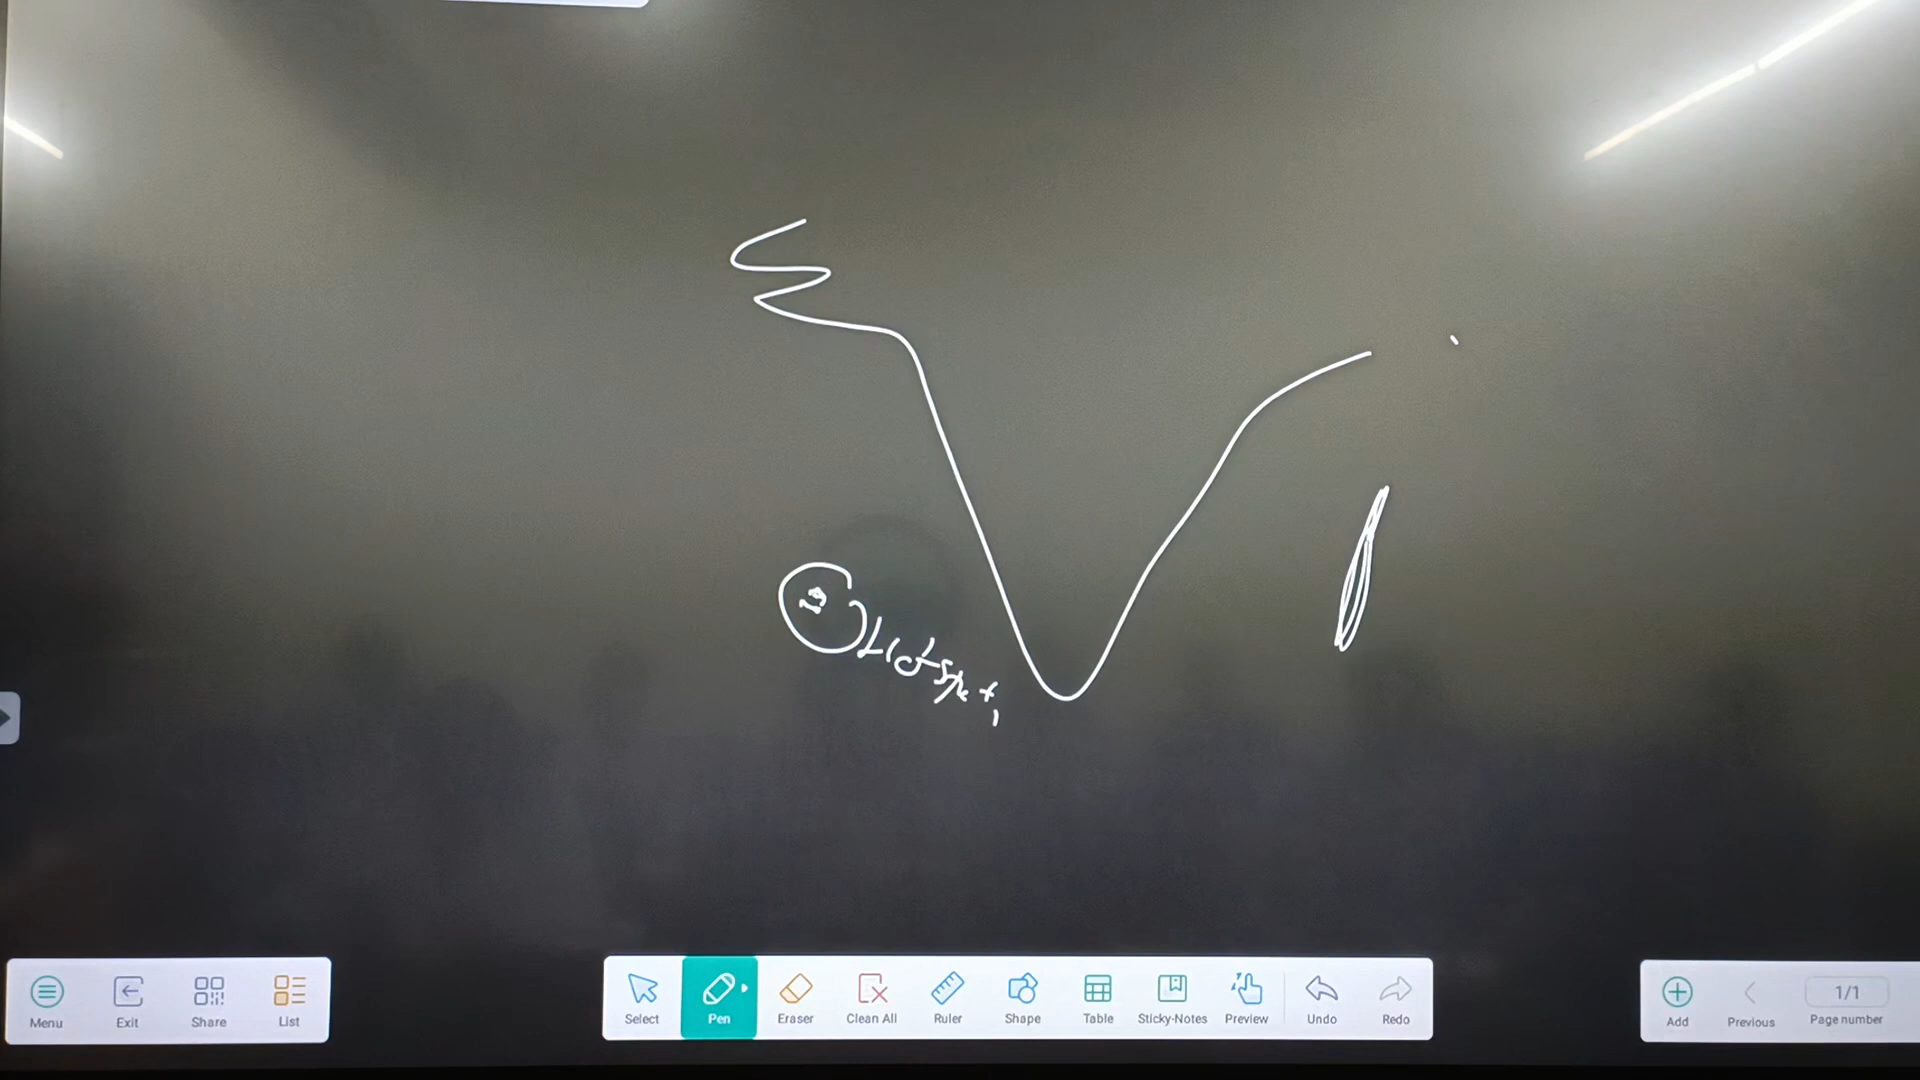 Menu Exit Share List
Select Pen Eraser Clean All Ruler Shape Table Sticky-Notes Preview Undo Redo
1/1
Add Previous Page number